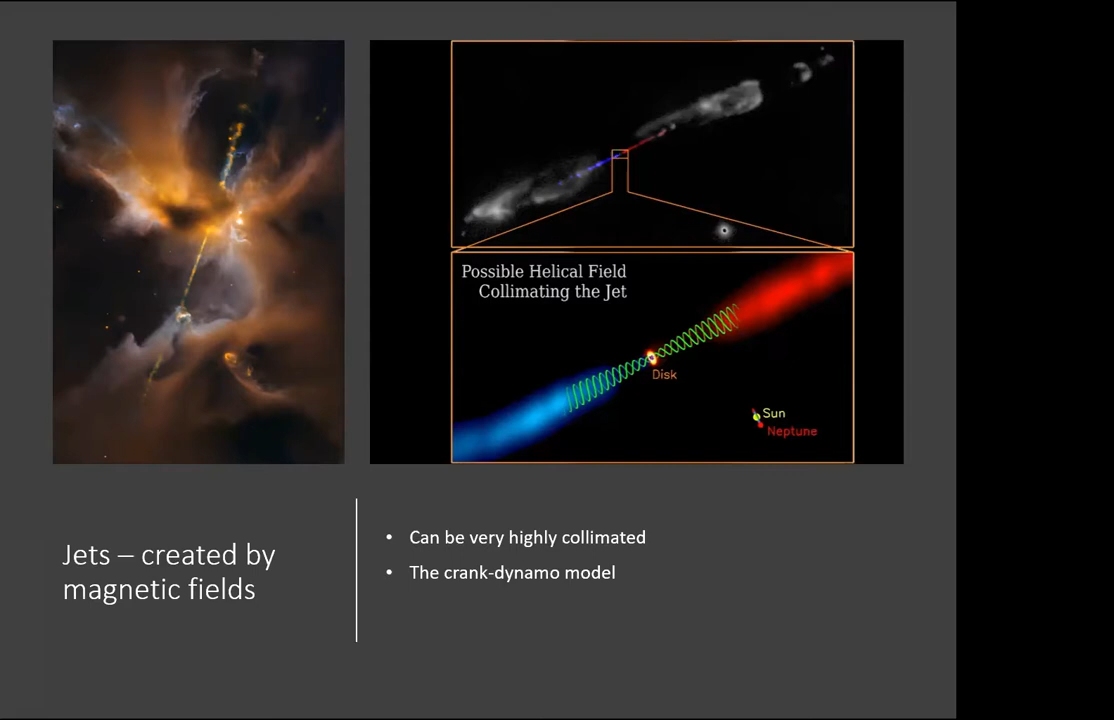 Possible Helical Field
Collimating the Jet
Disk
Sun
Neptune
Jets – created by
magnetic fields
• Can be very highly collimated
• The crank-dynamo model